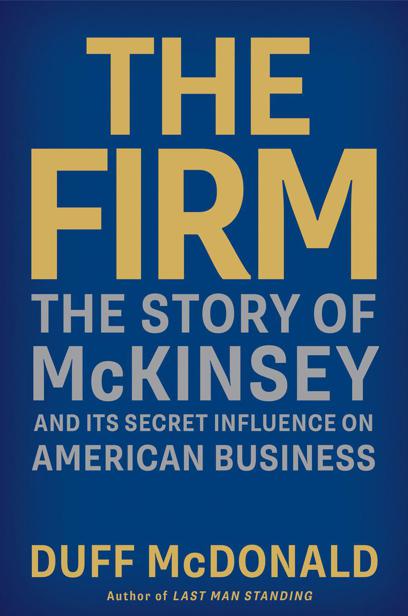 THE
FIRM
THE STORY OF
McKINSEY
AND ITS SECRET INFLUENCE ON
AMERICAN BUSINESS
DUFF McDONALD
Author of LAST MAN STANDING